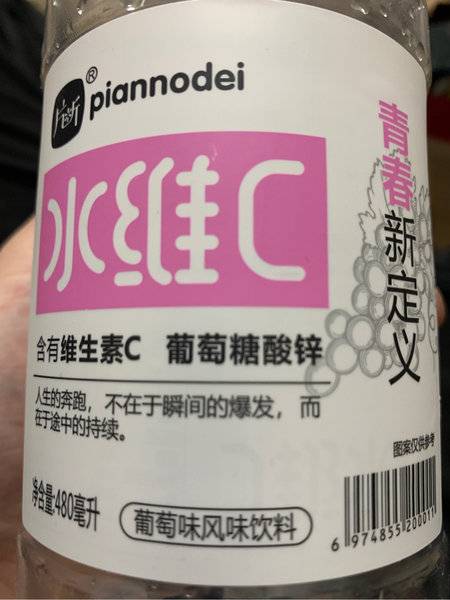 ® piannodei
水维C
含有维生素C 葡萄糖酸锌
人生的奔跑，不在于瞬间的爆发，而
在于途中的持续。
净含量:480毫升
葡萄味风味饮料
青春新定义
图案仅供参考
6 974855 200011